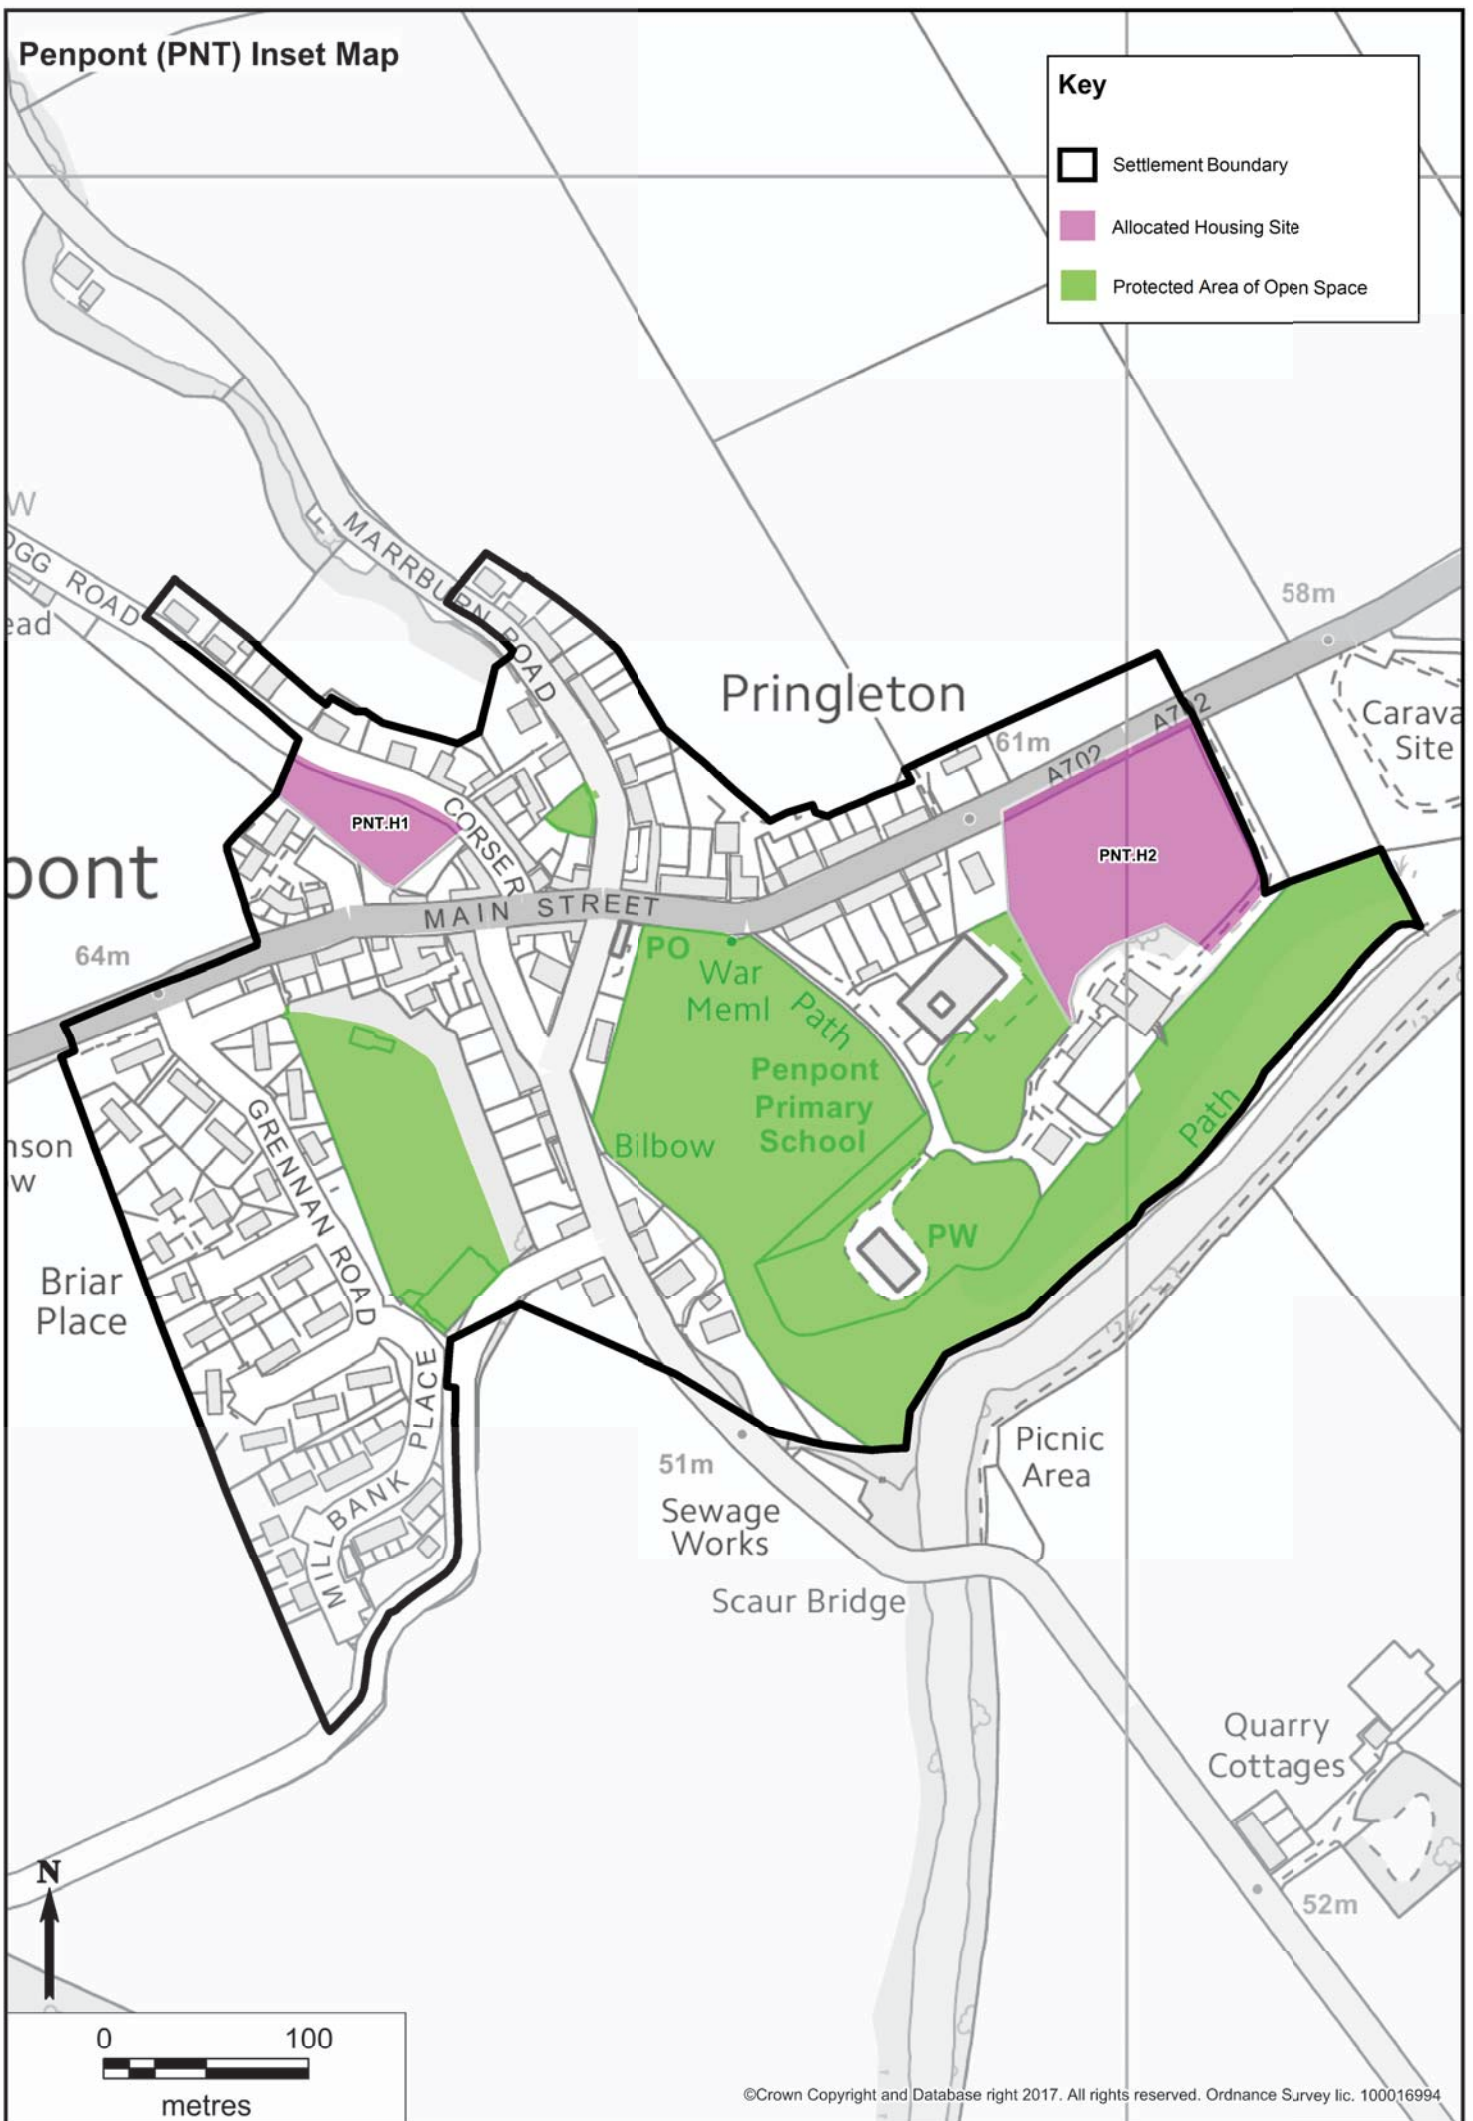 Penpont (PNT) Inset Map
Key
Settlement Boundary
Allocated Housing Site
Protected Area of Open Space
W
OGG ROAD
ead
MARRBURN ROAD
58m
Pringleton
Carava
Site
A702
61m
A702
PNT.H1
CORSER
PNT.H2
pont
MAIN STREET
64m
PO
War
Meml
Path
Penpont
Primary
School
Bilbow
GRENNAN ROAD
Path
nson
w
PW
Briar
Place
MILLBANK PLACE
51m
Sewage
Works
Picnic
Area
Scaur Bridge
Quarry
Cottages
52m
N
0 100
metres
©Crown Copyright and Database right 2017. All rights reserved. Ordnance Survey lic. 100016994